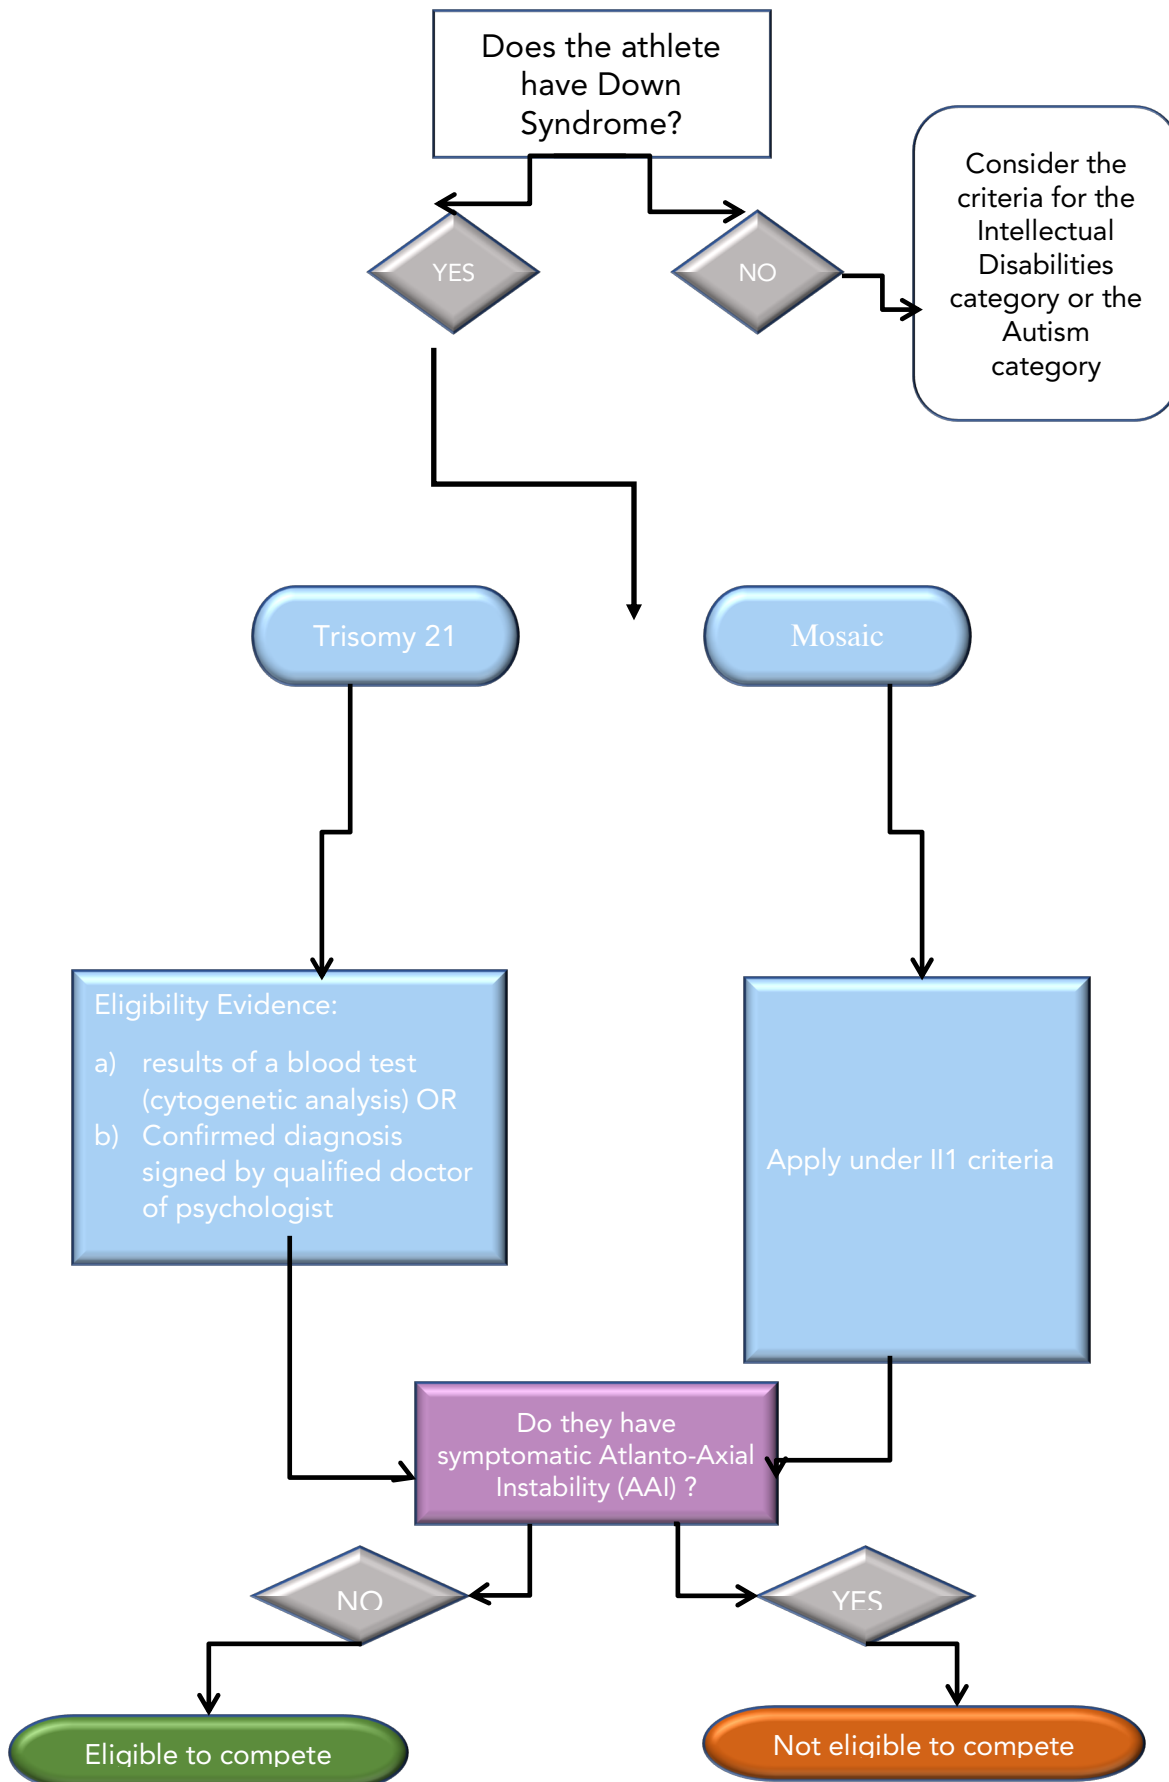 Does the athlete
have Down
Syndrome?
Consider the
criteria for the
Intellectual
Disabilities
category or the
Autism
category
YES
NO
Trisomy 21
Mosaic
Eligibility Evidence:
a) results of a blood test
(cytogenetic analysis) OR
b) Confirmed diagnosis
signed by qualified doctor
of psychologist
Apply under II1 criteria
Do they have
symptomatic Atlanto-Axial
Instability (AAI) ?
NO
YES
Eligible to compete
Not eligible to compete